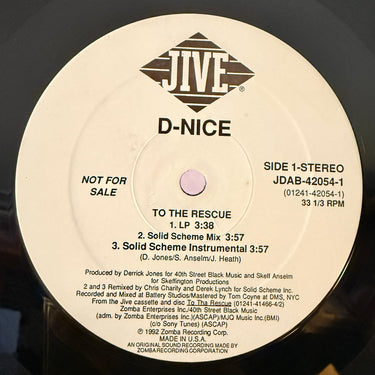 JIVE
®
D-NICE
NOT FOR
SALE
SIDE 1-STEREO
JDAB-42054-1
(01241-42054-1)
33 1/3 RPM
TO THE RESCUE
1. LP 3:38
2. Solid Scheme Mix 3:57
3. Solid Scheme Instrumental 3:57
(D. Jones/S. Anselm/J. Heath)
Produced by Derrick Jones for 40th Street Black Music and Skeff Anselm
for Skeffington Productions
2 and 3 Remixed by Chris Charity and Derek Lynch for Solid Scheme Inc.
Recorded and Mixed at Battery Studios/Mastered by Tom Coyne at DMS, NYC
From the Jive cassette and disc To Tha Rescue (01241-41466-4/2)
Zomba Enterprises Inc./40th Street Black Music
(adm. by Zomba Enterprises Inc.)(ASCAP)/MJQ Music Inc.(BMI)
(c/o Sony Tunes) (ASCAP)
℗ 1992 Zomba Recording Corp.
MADE IN U.S.A.
AN ORIGINAL SOUND RECORDING MADE BY
ZOMBA RECORDING CORPORATION